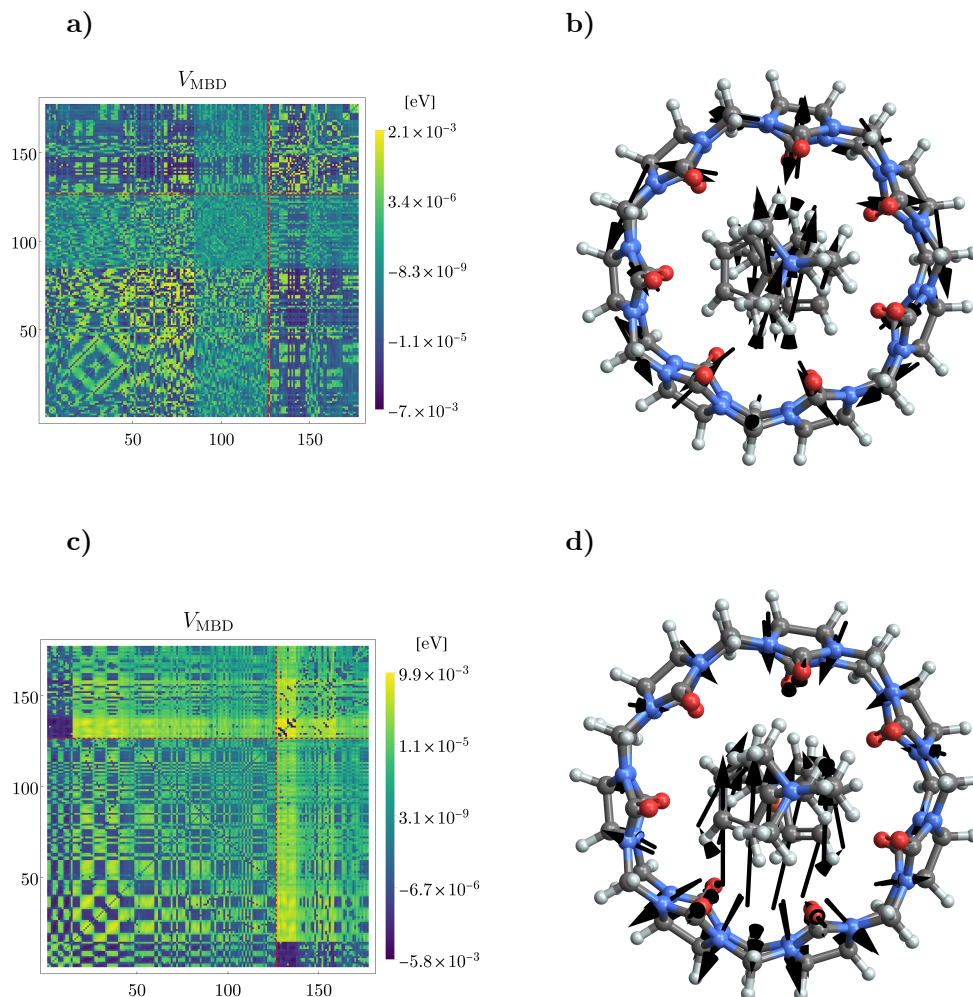 a)
b)
V_MBD
[eV]
2.1 × 10⁻³
3.4 × 10⁻⁶
−8.3 × 10⁻⁹
−1.1 × 10⁻⁵
−7. × 10⁻³
150
100
50
50
100
150
c)
d)
V_MBD
[eV]
9.9 × 10⁻³
1.1 × 10⁻⁵
3.1 × 10⁻⁹
−6.7 × 10⁻⁶
−5.8 × 10⁻³
150
100
50
50
100
150